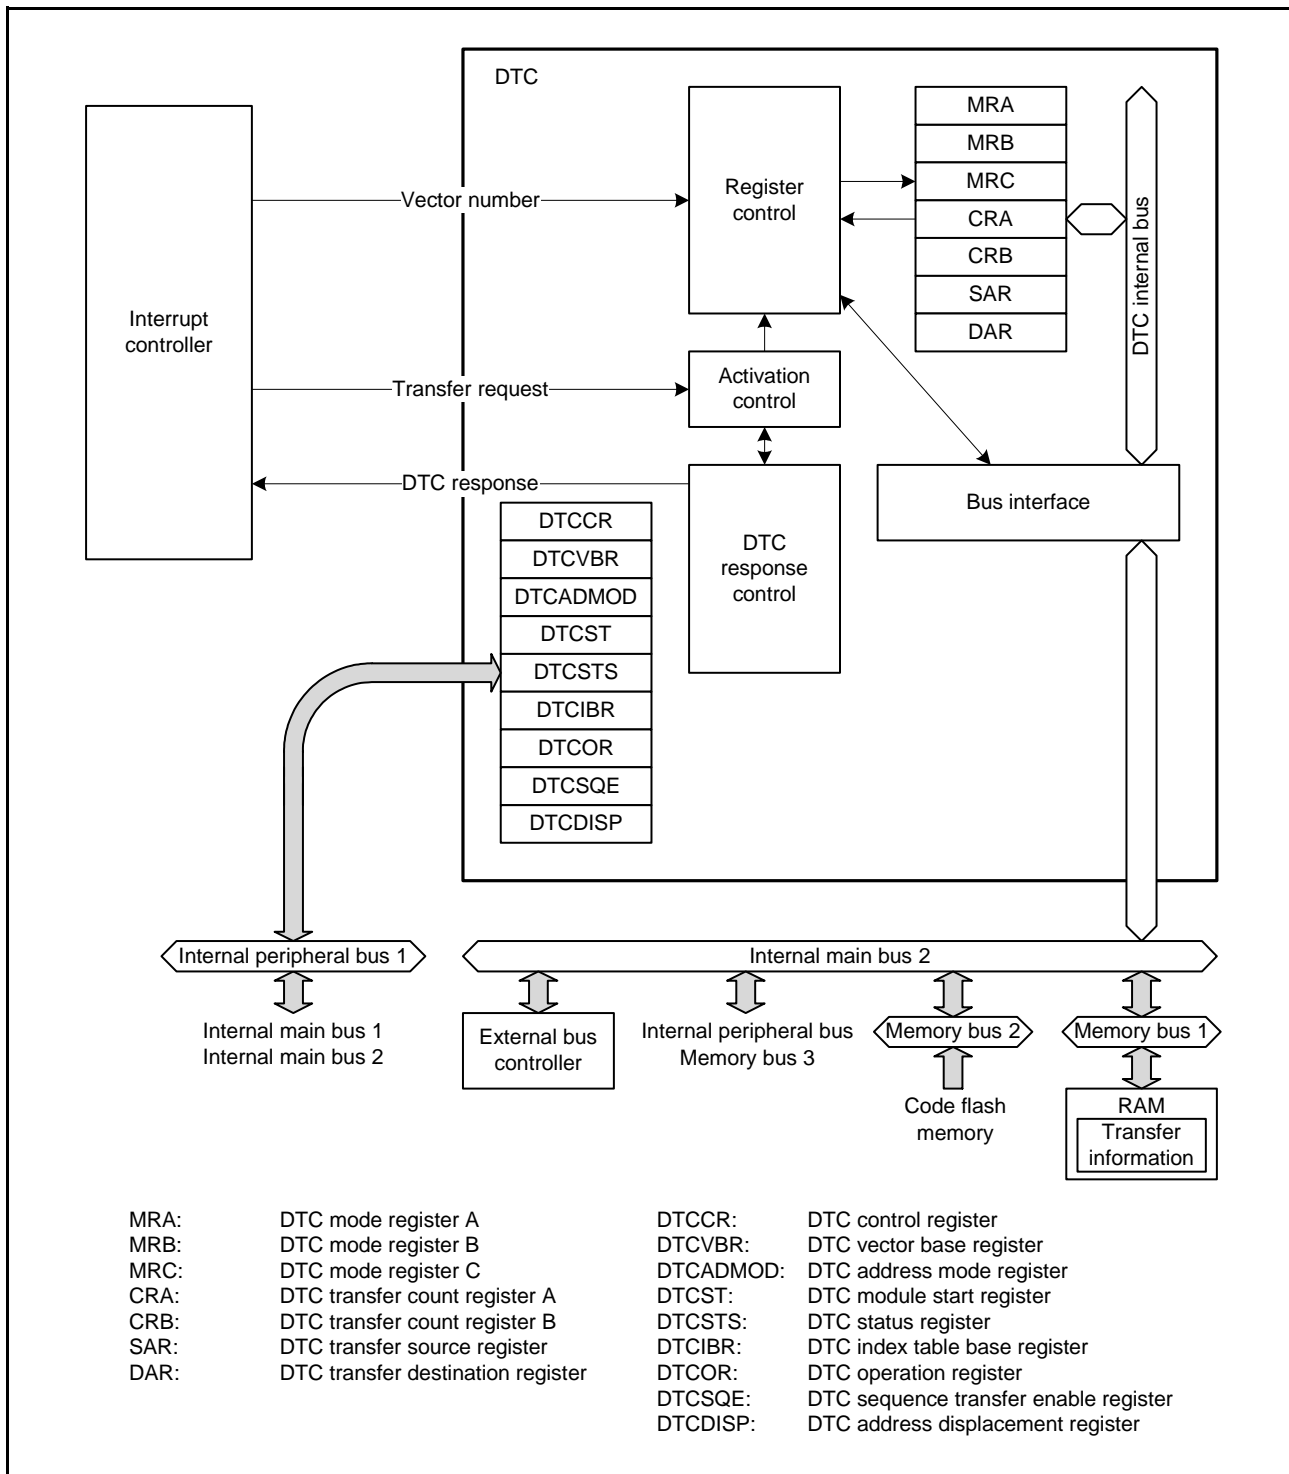 DTC
MRA
MRB
MRC
CRA
CRB
SAR
DAR
Vector number
Register
control
DTC internal bus
Interrupt
controller
Transfer request
Activation
control
DTC response
Bus interface
DTCCR
DTCVBR
DTCADMOD
DTCST
DTCSTS
DTCIBR
DTCOR
DTCSQE
DTCDISP
DTC
response
control
Internal peripheral bus 1
Internal main bus 2
Internal main bus 1
Internal main bus 2
External bus
controller
Internal peripheral bus
Memory bus 3
Memory bus 2
Memory bus 1
Code flash
memory
RAM
Transfer
information
MRA: DTC mode register A
MRB: DTC mode register B
MRC: DTC mode register C
CRA: DTC transfer count register A
CRB: DTC transfer count register B
SAR: DTC transfer source register
DAR: DTC transfer destination register
DTCCR: DTC control register
DTCVBR: DTC vector base register
DTCADMOD: DTC address mode register
DTCST: DTC module start register
DTCSTS: DTC status register
DTCIBR: DTC index table base register
DTCOR: DTC operation register
DTCSQE: DTC sequence transfer enable register
DTCDISP: DTC address displacement register